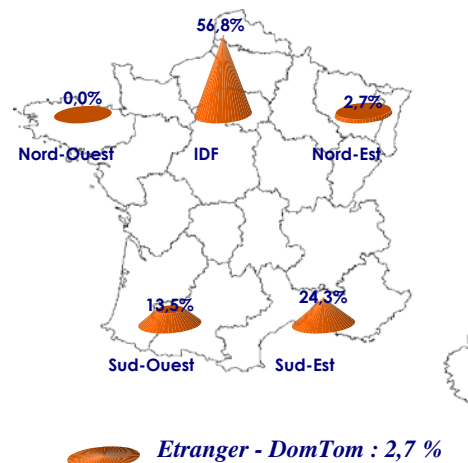 56,8%
0,0%
2,7%
Nord-Ouest
IDF
Nord-Est
13,5%
24,3%
Sud-Ouest
Sud-Est
Etranger - DomTom : 2,7 %